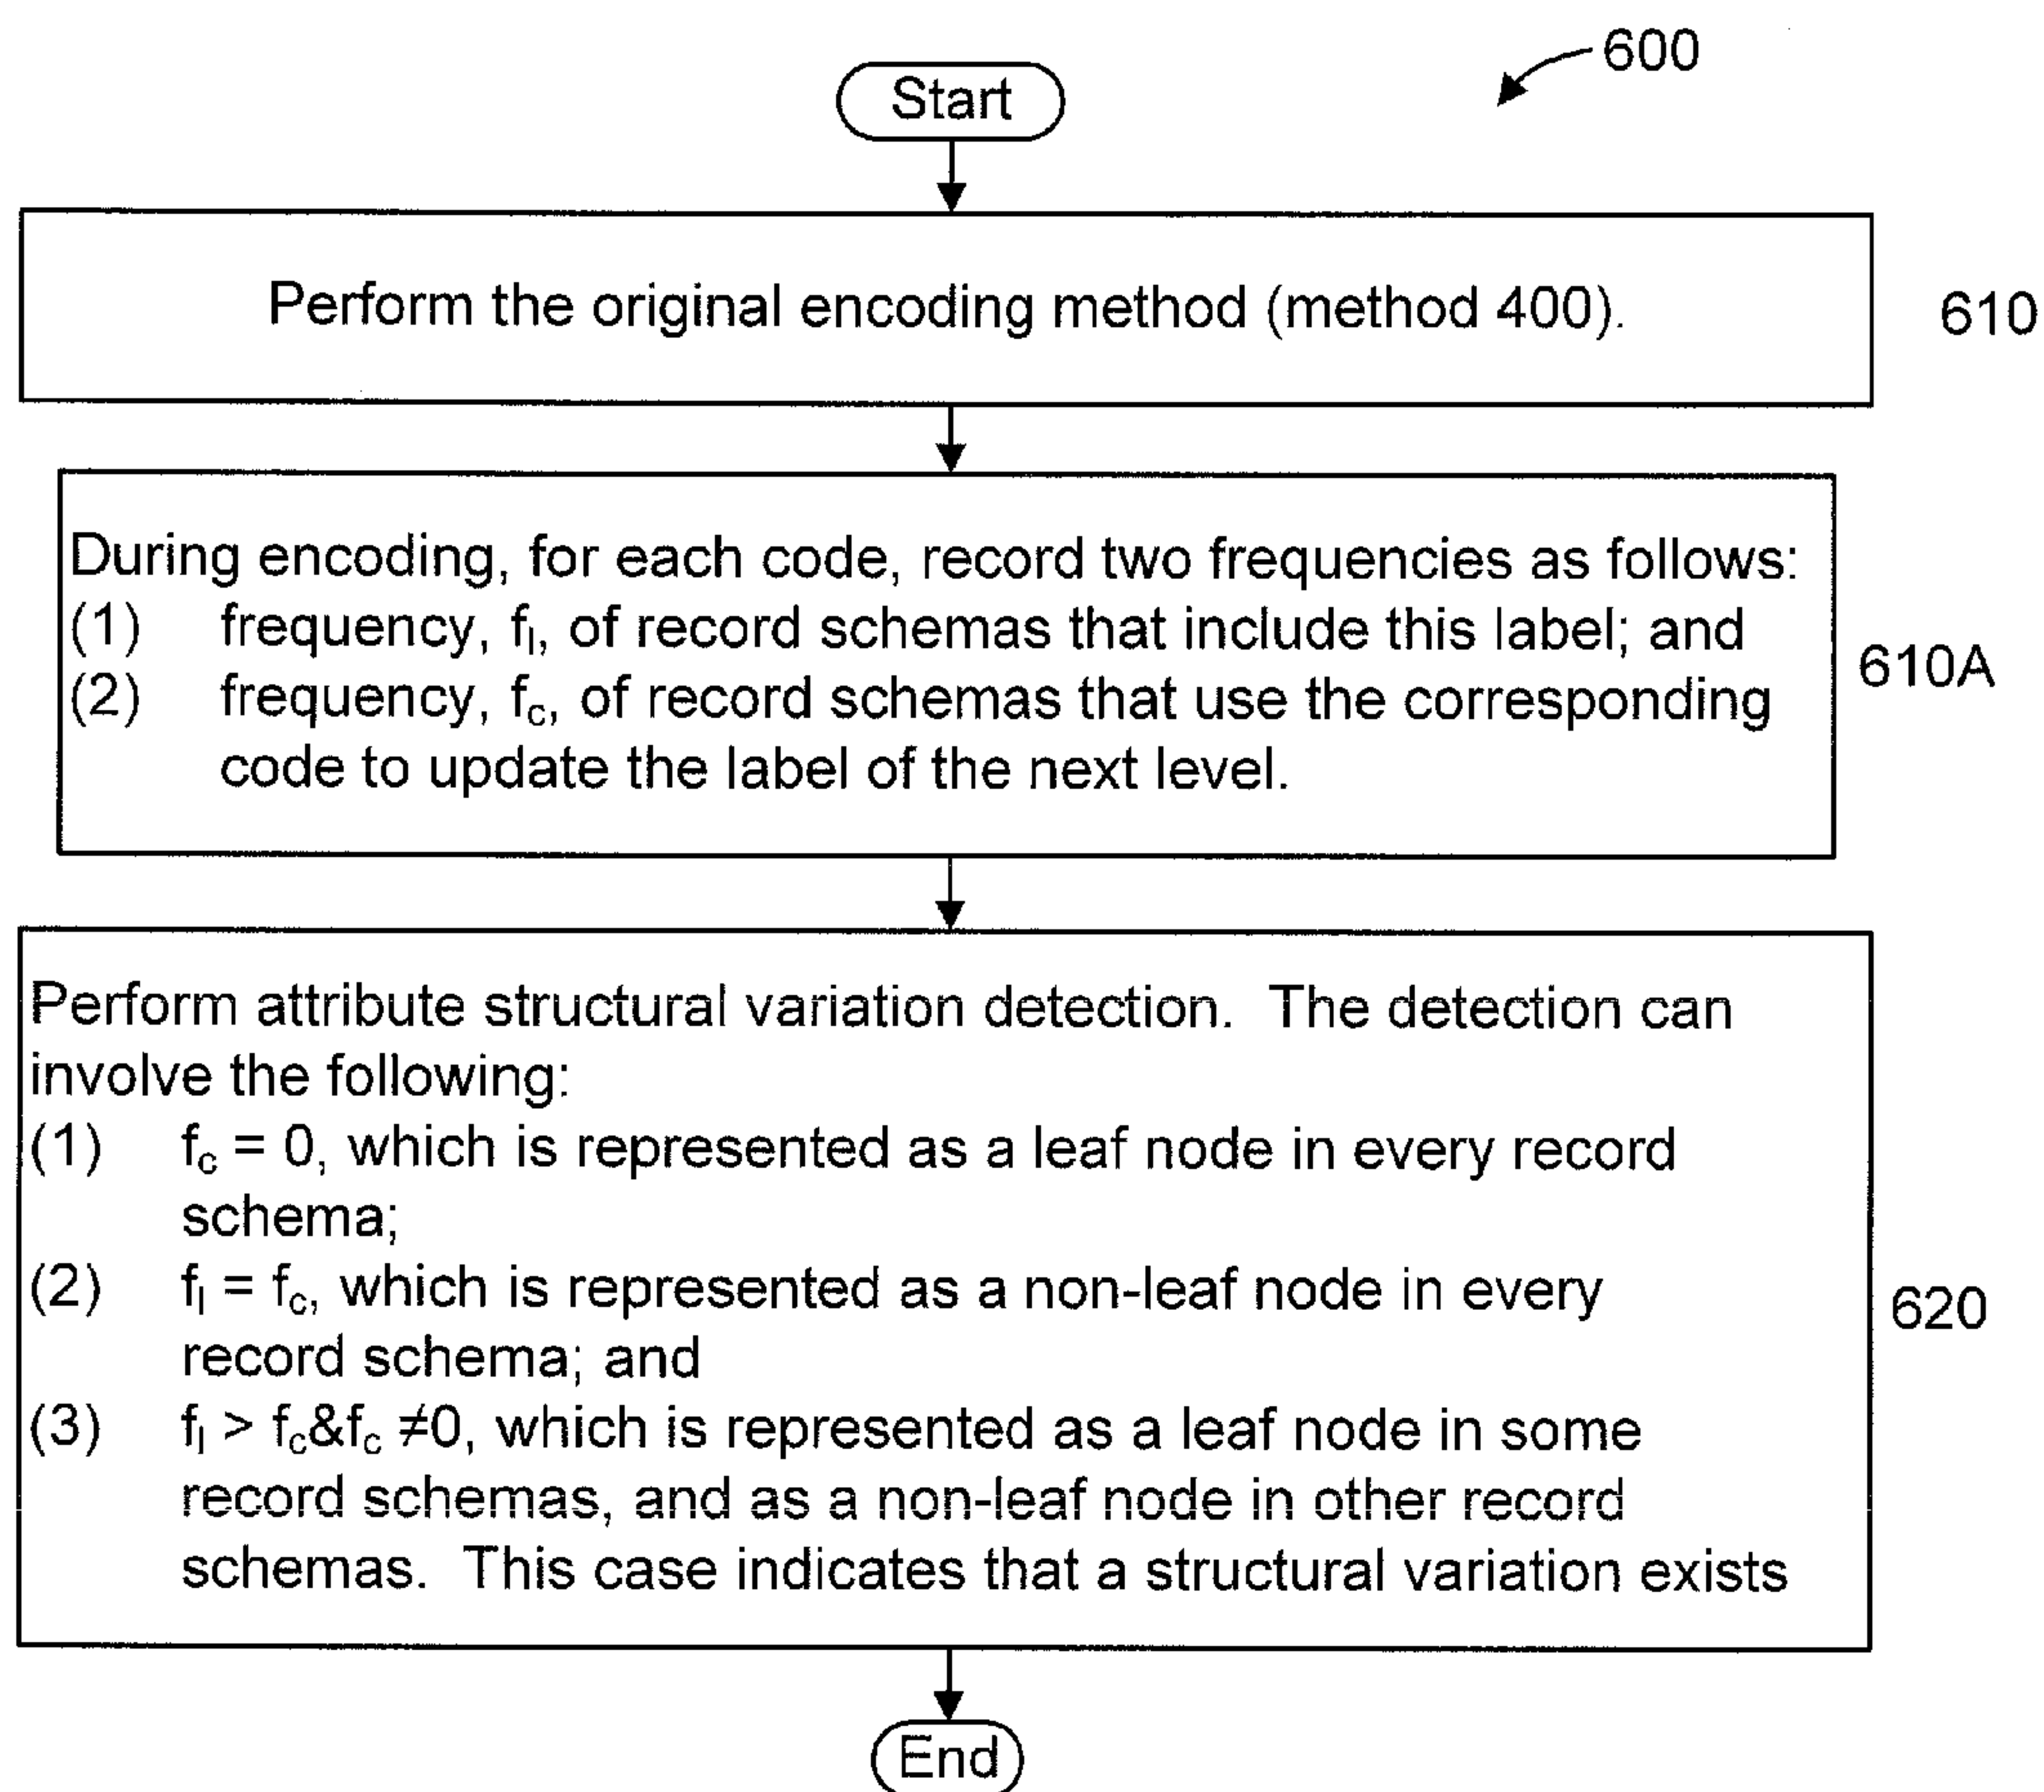 600
Start
Perform the original encoding method (method 400).
610
During encoding, for each code, record two frequencies as follows:
(1) frequency, fl, of record schemas that include this label; and
(2) frequency, fc, of record schemas that use the corresponding
code to update the label of the next level.
610A
Perform attribute structural variation detection. The detection can
involve the following:
(1) fc = 0, which is represented as a leaf node in every record
schema;
(2) fl = fc, which is represented as a non-leaf node in every
record schema; and
(3) fl > fc&fc ≠0, which is represented as a leaf node in some
record schemas, and as a non-leaf node in other record
schemas. This case indicates that a structural variation exists
620
End